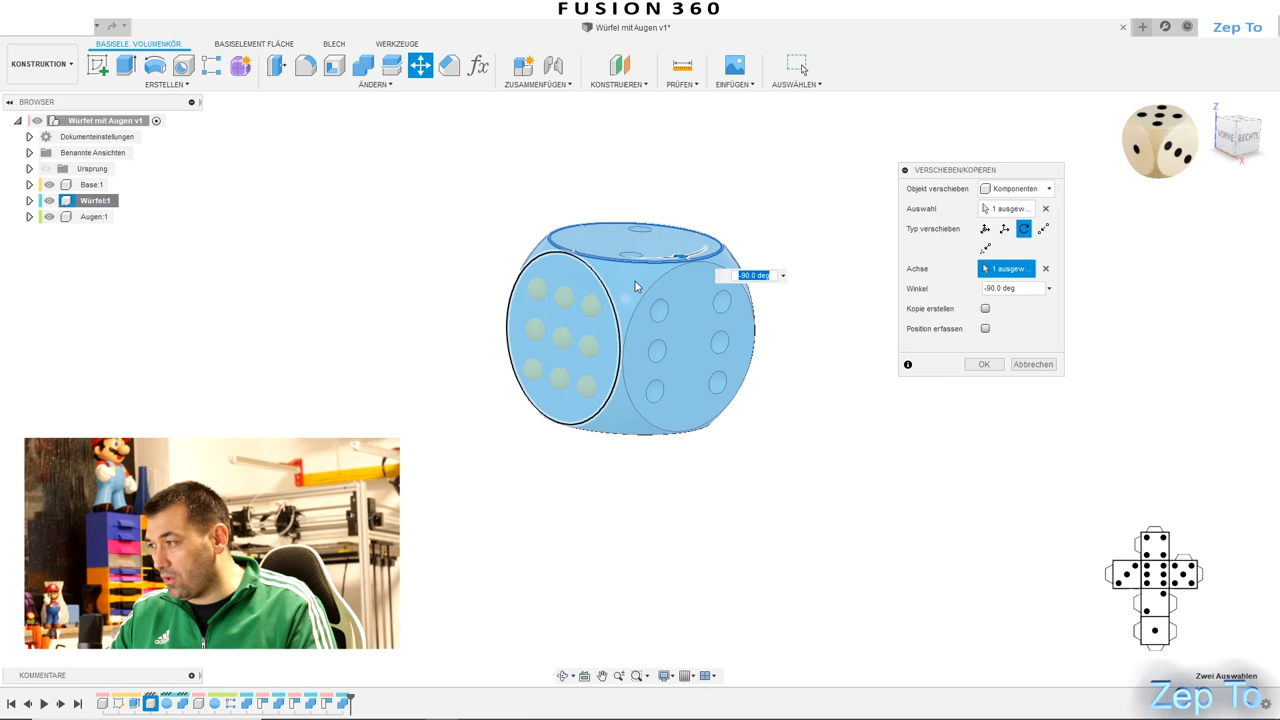 FUSION 360
Würfel mit Augen v1*
Zep To
BASISELE. VOLUMENKÖR.
BASISELEMENT FLÄCHE
BLECH
WERKZEUGE
KONSTRUKTION
ERSTELLEN
ÄNDERN
ZUSAMMENFÜGEN
KONSTRUIEREN
PRÜFEN
EINFÜGEN
AUSWÄHLEN
BROWSER
Würfel mit Augen v1
Dokumenteinstellungen
Benannte Ansichten
Ursprung
Base:1
Würfel:1
Augen:1
Z
VORNE
RECHTS
X
VERSCHIEBEN/KOPIEREN
Objekt verschieben
Komponenten
Auswahl
1 ausgew...
Typ verschieben
Achse
1 ausgew...
Winkel
-90.0 deg
Kopie erstellen
Position erfassen
OK
Abbrechen
-90.0 deg
KOMMENTARE
Zwei Auswahlen
Zep To